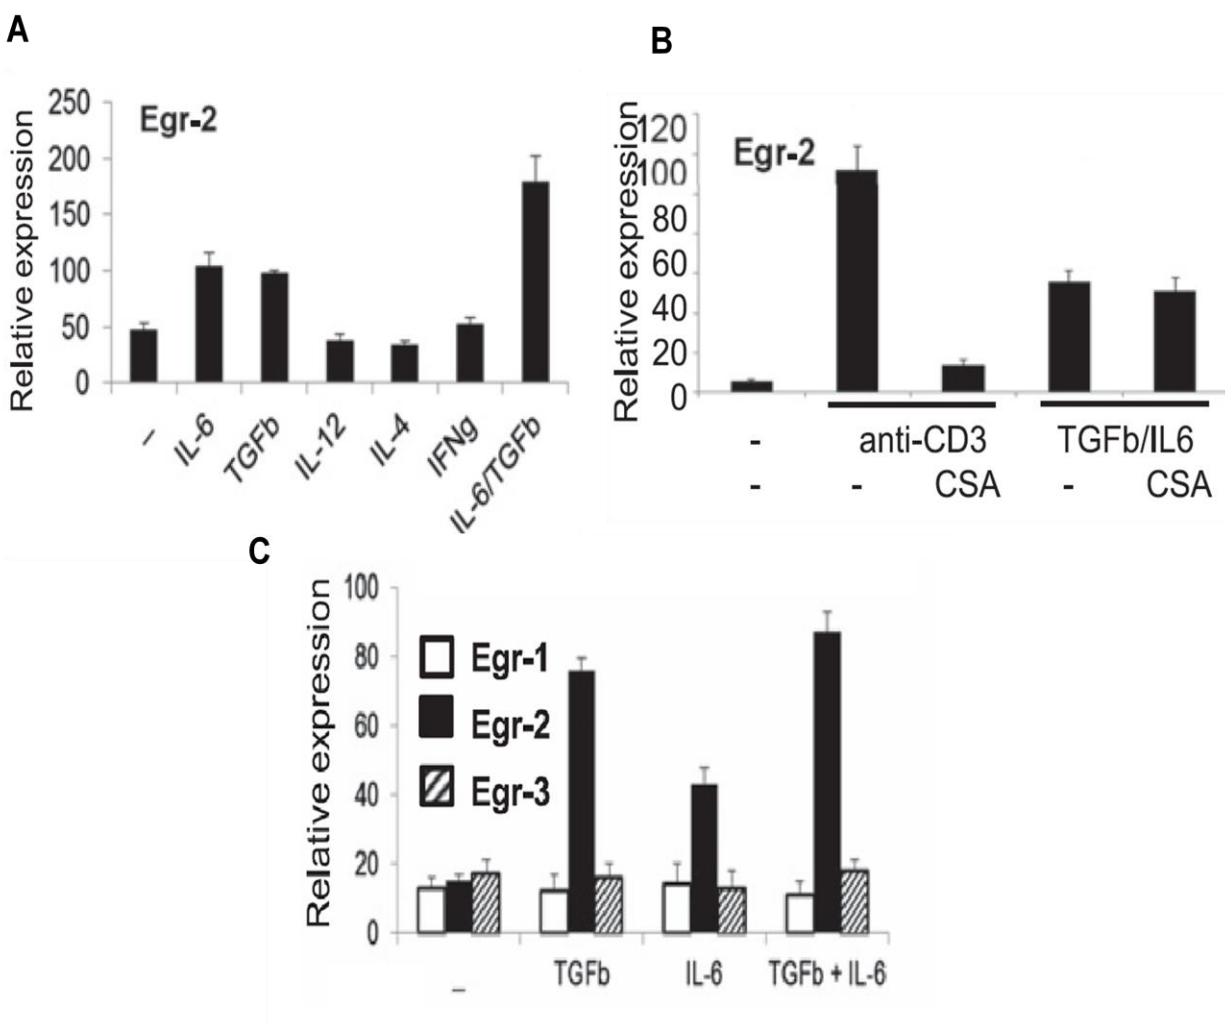 A
Relative expression
250
200
150
100
50
0
Egr-2
–
IL-6
TGFb
IL-12
IL-4
IFNg
IL-6/TGFb
B
Relative expression
120
100
80
60
40
20
0
Egr-2
- anti-CD3 TGFb/IL6
- - CSA - CSA
C
Relative expression
100
80
60
40
20
0
Egr-1
Egr-2
Egr-3
– TGFb IL-6 TGFb + IL-6